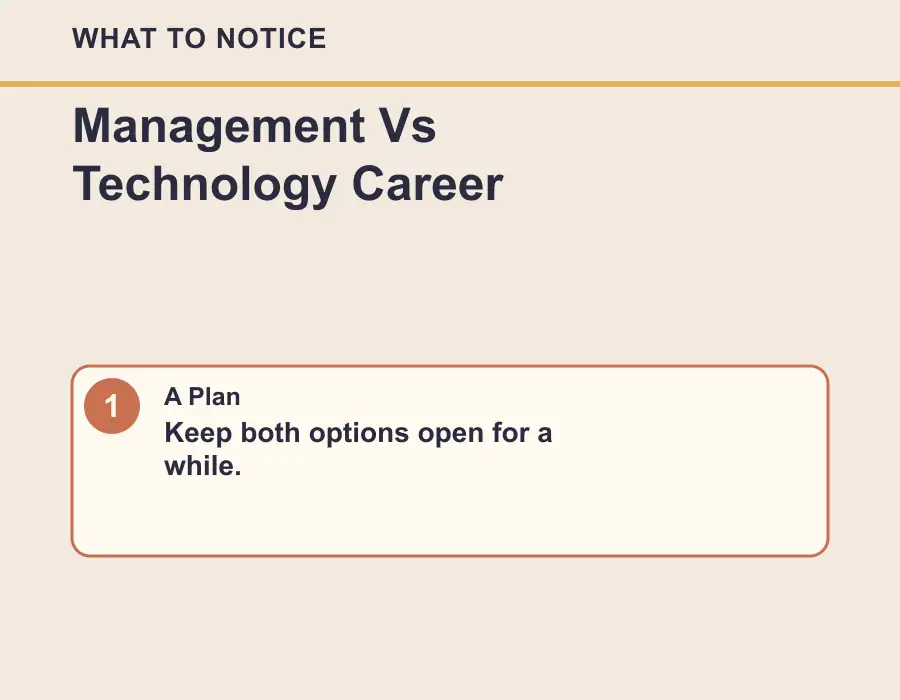 WHAT TO NOTICE
Management Vs
Technology Career
1
A Plan
Keep both options open for a
while.